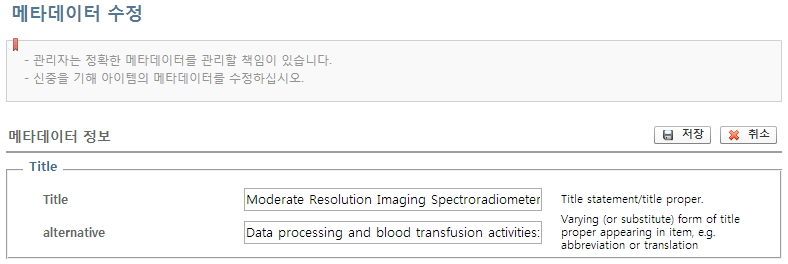 메타데이터 수정
- 관리자는 정확한 메타데이터를 관리할 책임이 있습니다.
- 신중을 기해 아이템의 메타데이터를 수정하십시오.
메타데이터 정보 저장 취소
Title
Title Moderate Resolution Imaging Spectroradiometer Title statement/title proper.
alternative Data processing and blood transfusion activities: Varying (or substitute) form of title
proper appearing in item, e.g.
abbreviation or translation